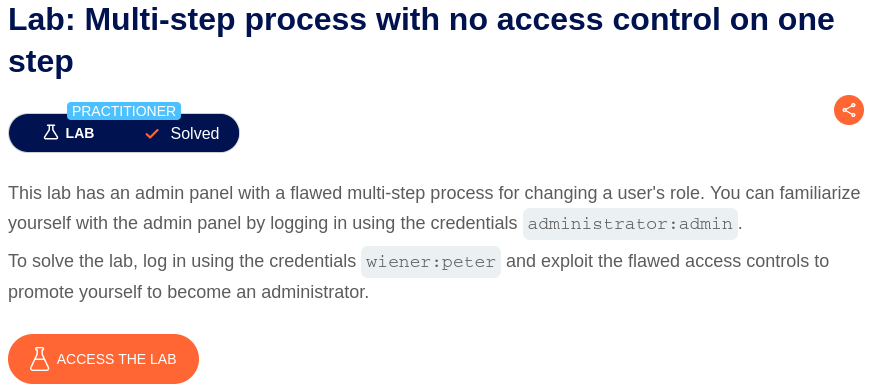 Lab: Multi-step process with no access control on one
step
PRACTITIONER
LAB Solved
This lab has an admin panel with a flawed multi-step process for changing a user's role. You can familiarize
yourself with the admin panel by logging in using the credentials administrator:admin.
To solve the lab, log in using the credentials wiener:peter and exploit the flawed access controls to
promote yourself to become an administrator.
ACCESS THE LAB